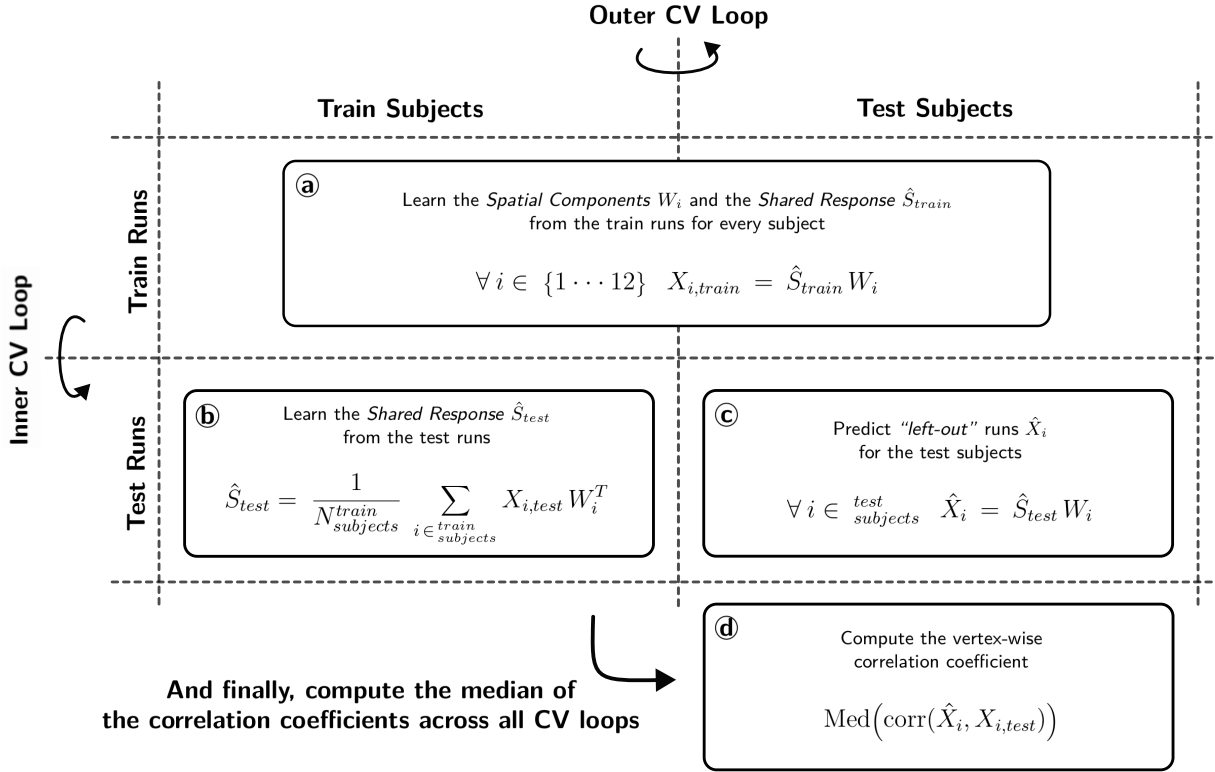 Outer CV Loop
Train Subjects
Test Subjects
Inner CV Loop
Train Runs
ⓐ
Learn the Spatial Components W_i and the Shared Response Ŝ_train
from the train runs for every subject
∀ i ∈ {1 ··· 12} X_{i,train} = Ŝ_train W_i
Test Runs
ⓑ
Learn the Shared Response Ŝ_test
from the test runs
Ŝ_test = 1 / N^{train}_{subjects} ∑_{i ∈ train subjects} X_{i,test} W_i^T
ⓒ
Predict “left-out” runs X̂_i
for the test subjects
∀ i ∈ test subjects X̂_i = Ŝ_test W_i
And finally, compute the median of
the correlation coefficients across all CV loops
ⓓ
Compute the vertex-wise
correlation coefficient
Med(corr(X̂_i, X_{i,test}))